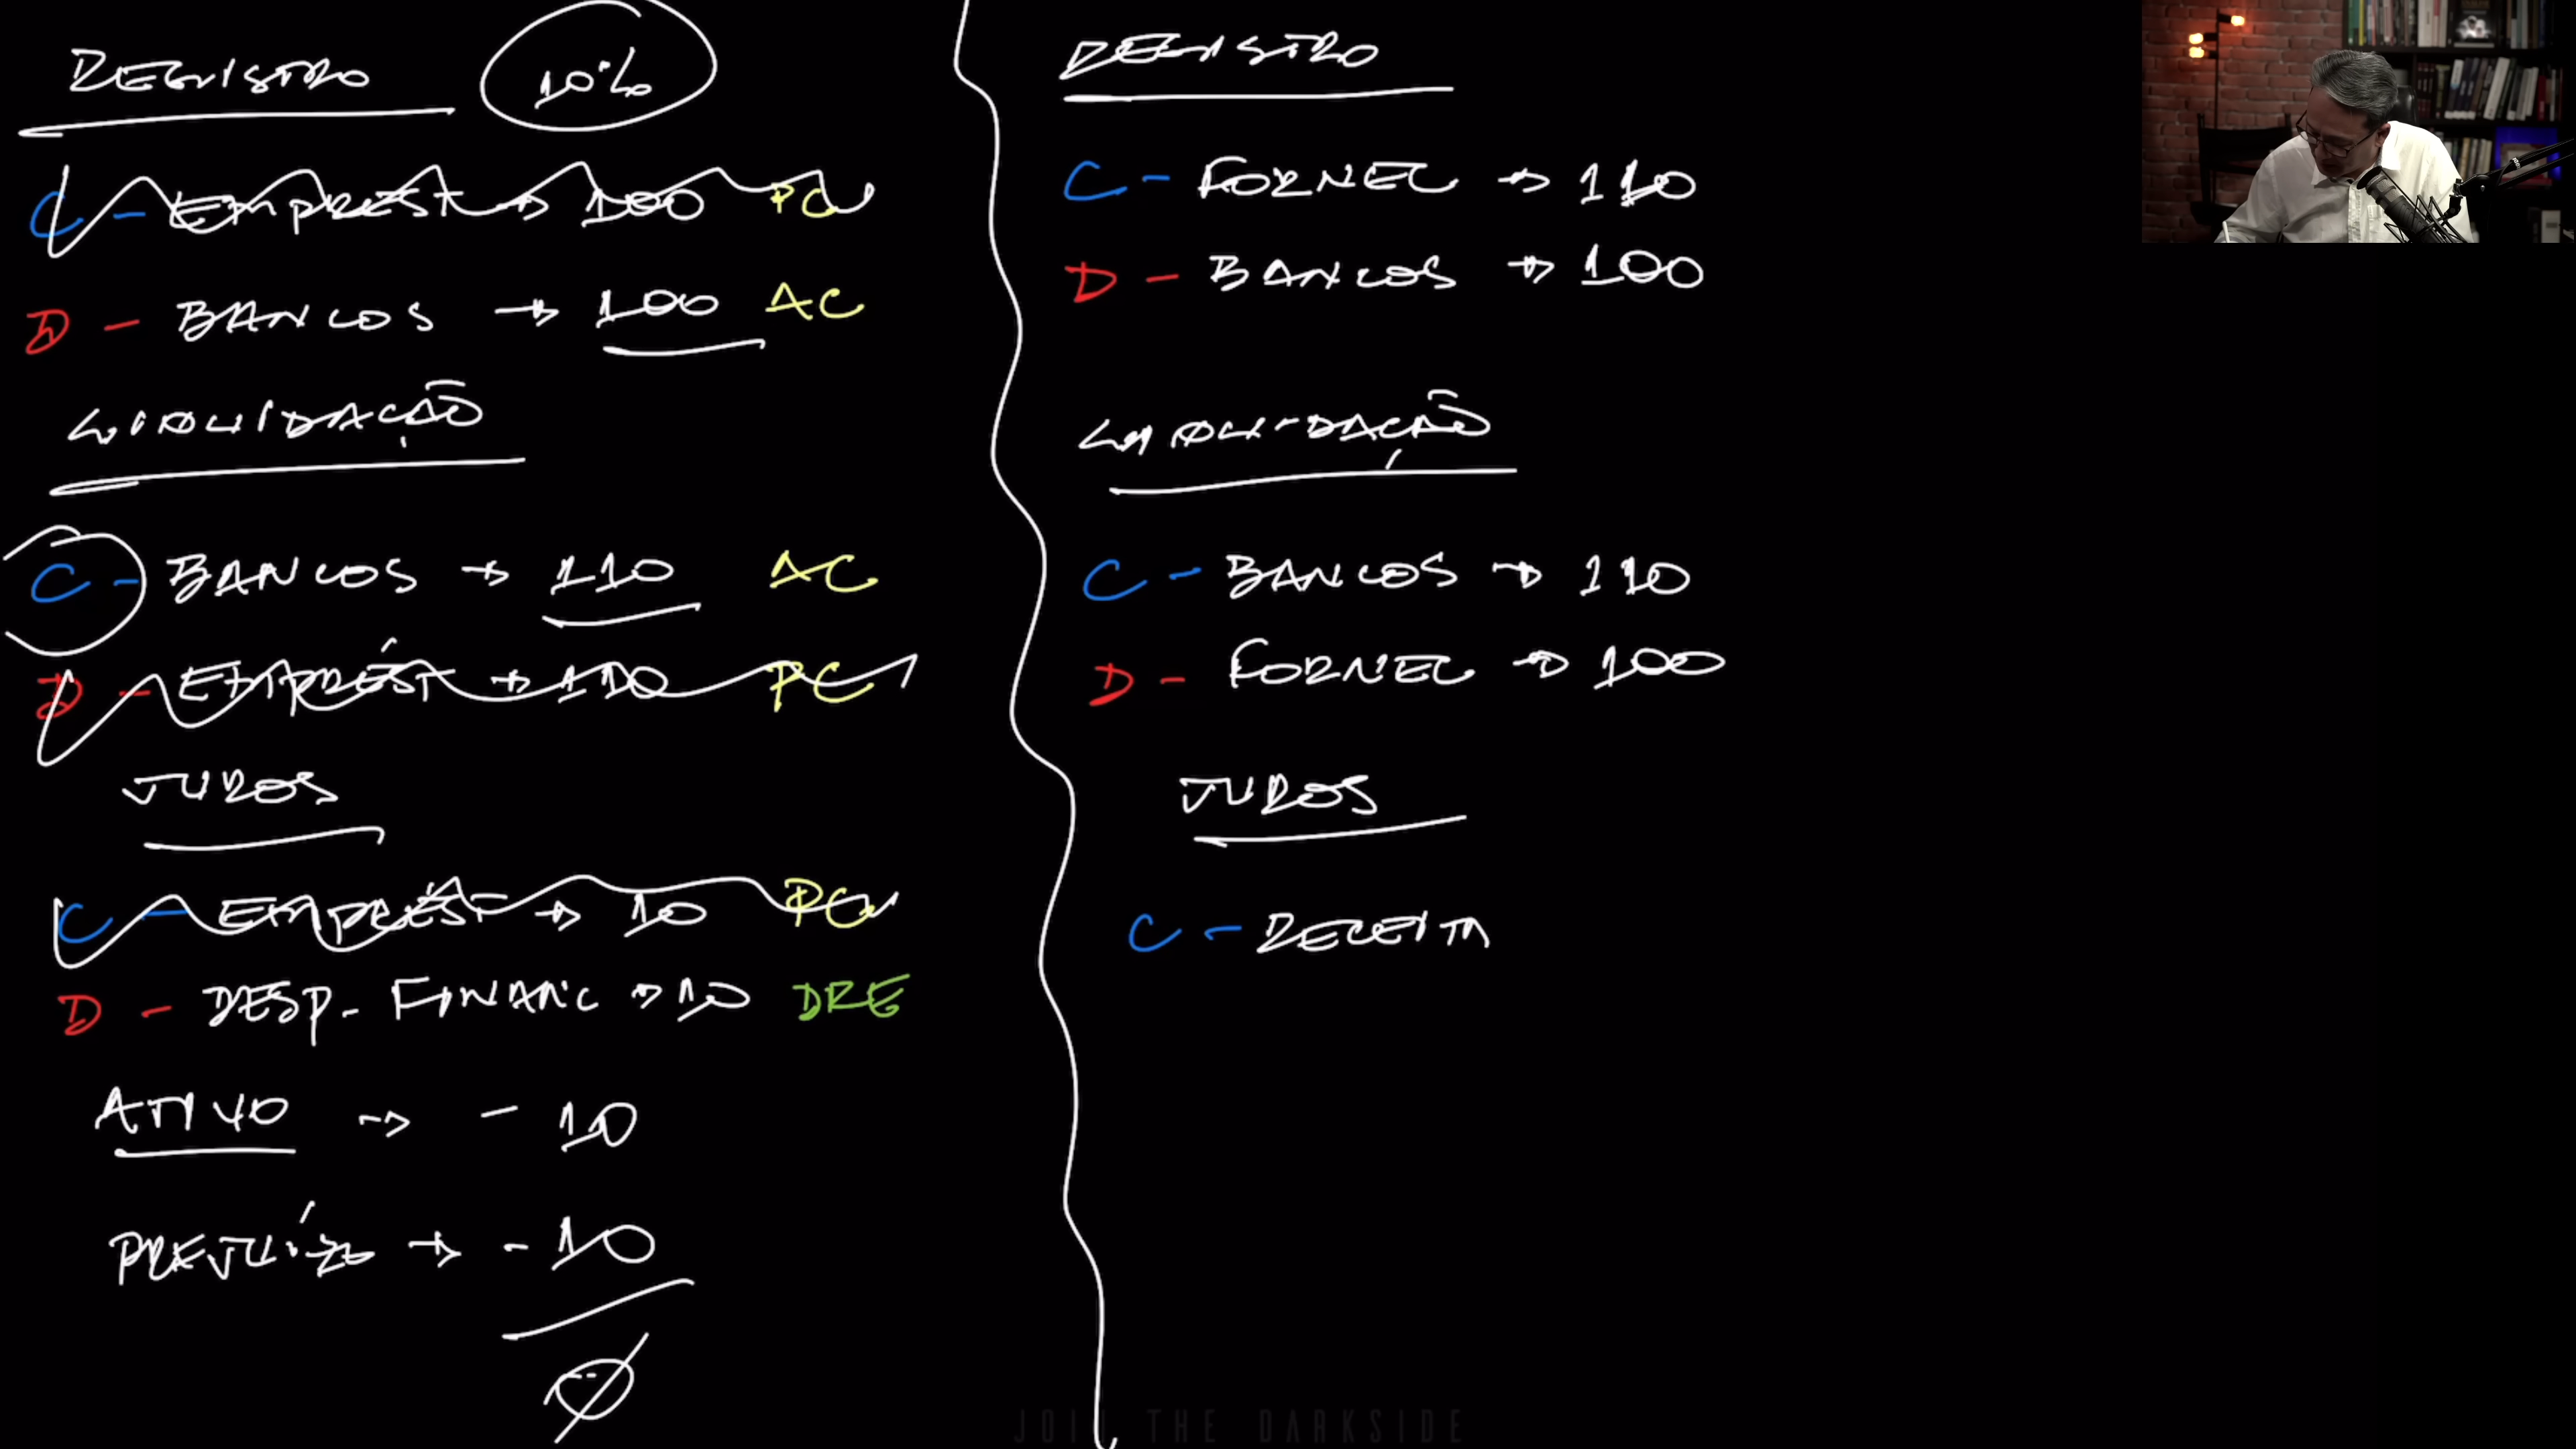 REGISTRO 10%
C - EMPRÉST → 100 PC
D - BANCOS → 100 AC
LIQUIDAÇÃO
C - BANCOS → 110 AC
D - EMPRÉST → 110 PC
JUROS
C - EMPRÉST → 10 PC
D - DESP. FINANC → 10 DRE
ATIVO → - 10
PREJUÍZO → - 10
Ø
REGISTRO
C - FORNEC → 110
D - BANCOS → 100
LIQUIDAÇÃO
C - BANCOS → 110
D - FORNEC → 100
JUROS
C - RECEITA
JOIN THE DARKSIDE